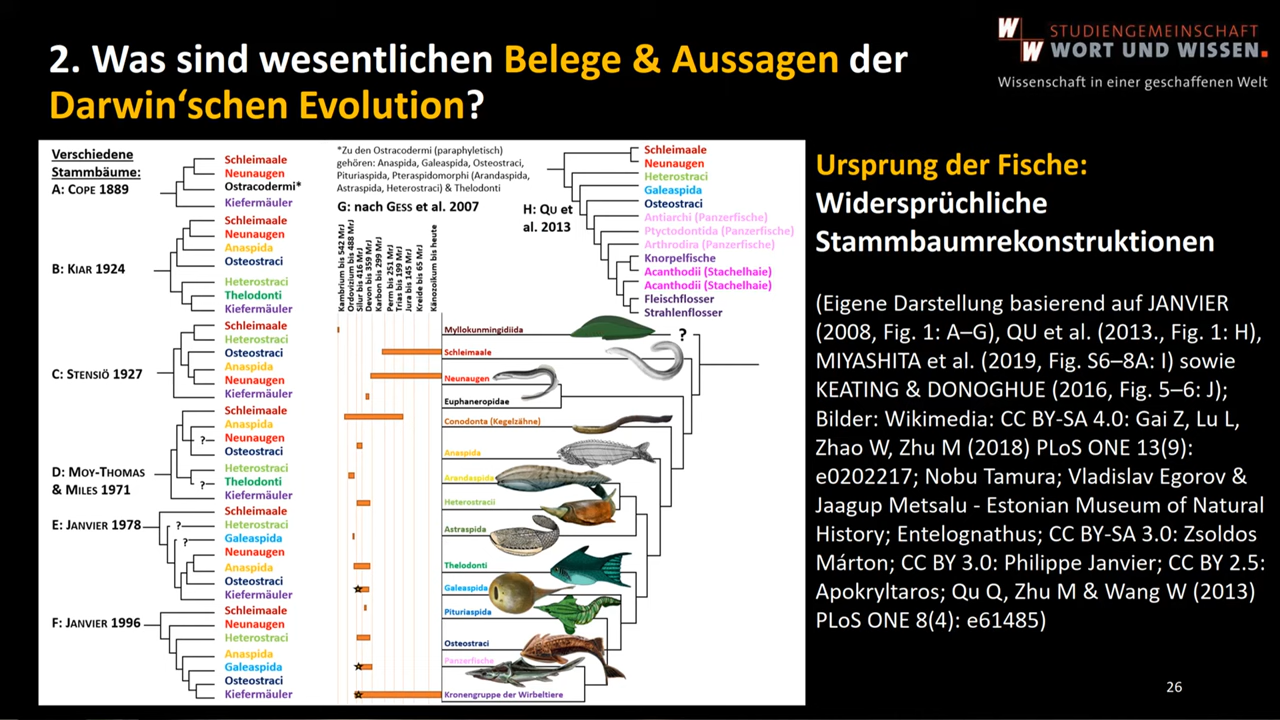 2. Was sind wesentlichen Belege & Aussagen der
Darwin‘schen Evolution?
W
W
STUDIENGEMEINSCHAFT
WORT UND WISSEN.
Wissenschaft in einer geschaffenen Welt
Verschiedene
Stammbäume:
A: COPE 1889
Schleimaale
Neunaugen
Ostracodermi*
Kiefermäuler
B: KIAR 1924
Schleimaale
Neunaugen
Anaspida
Osteostraci
Heterostraci
Thelodonti
Kiefermäuler
C: STENSIÖ 1927
Schleimaale
Heterostraci
Osteostraci
Anaspida
Neunaugen
Kiefermäuler
D: MOY-THOMAS
& MILES 1971
Schleimaale
Anaspida
?
Neunaugen
Osteostraci
Heterostraci
?
Thelodonti
Kiefermäuler
E: JANVIER 1978
Schleimaale
?
Heterostraci
?
Galeaspida
Neunaugen
Anaspida
Osteostraci
Kiefermäuler
F: JANVIER 1996
Schleimaale
Neunaugen
Heterostraci
Anaspida
Galeaspida
Osteostraci
Kiefermäuler
*Zu den Ostracodermi (paraphyletisch)
gehören: Anaspida, Galeaspida, Osteostraci,
Pituriaspida, Pteraspidomorphi (Arandaspida,
Astraspida, Heterostraci) & Thelodonti
G: nach GESS et al. 2007
Kambrium bis 542 MrJ
Ordovizium bis 488 MrJ
Silur bis 416 MrJ
Devon bis 359 MrJ
Karbon bis 299 MrJ
Perm bis 251 MrJ
Trias bis 199 MrJ
Jura bis 145 MrJ
Kreide bis 65 MrJ
Känozoikum bis heute
Myllokunmingidiida
?
Schleimaale
Neunaugen
Euphaneropidae
Conodonta (Kegelzähne)
Anaspida
Arandaspida
Heterostracii
Astraspida
Thelodonti
Galeaspida
Pituriaspida
Osteostraci
Panzerfische
Kronengruppe der Wirbeltiere
H: QU et
al. 2013
Schleimaale
Neunaugen
Heterostraci
Galeaspida
Osteostraci
Antiarchi (Panzerfische)
Ptyctodontida (Panzerfische)
Arthrodira (Panzerfische)
Knorpelfische
Acanthodii (Stachelhaie)
Acanthodii (Stachelhaie)
Fleischflosser
Strahlenflosser
Ursprung der Fische:
Widersprüchliche
Stammbaumrekonstruktionen
(Eigene Darstellung basierend auf JANVIER
(2008, Fig. 1: A–G), QU et al. (2013., Fig. 1: H),
MIYASHITA et al. (2019, Fig. S6–8A: I) sowie
KEATING & DONOGHUE (2016, Fig. 5–6: J);
Bilder: Wikimedia: CC BY-SA 4.0: Gai Z, Lu L,
Zhao W, Zhu M (2018) PLoS ONE 13(9):
e0202217; Nobu Tamura; Vladislav Egorov &
Jaagup Metsalu - Estonian Museum of Natural
History; Entelognathus; CC BY-SA 3.0: Zsoldos
Márton; CC BY 3.0: Philippe Janvier; CC BY 2.5:
Apokryltaros; Qu Q, Zhu M & Wang W (2013)
PLoS ONE 8(4): e61485)
26